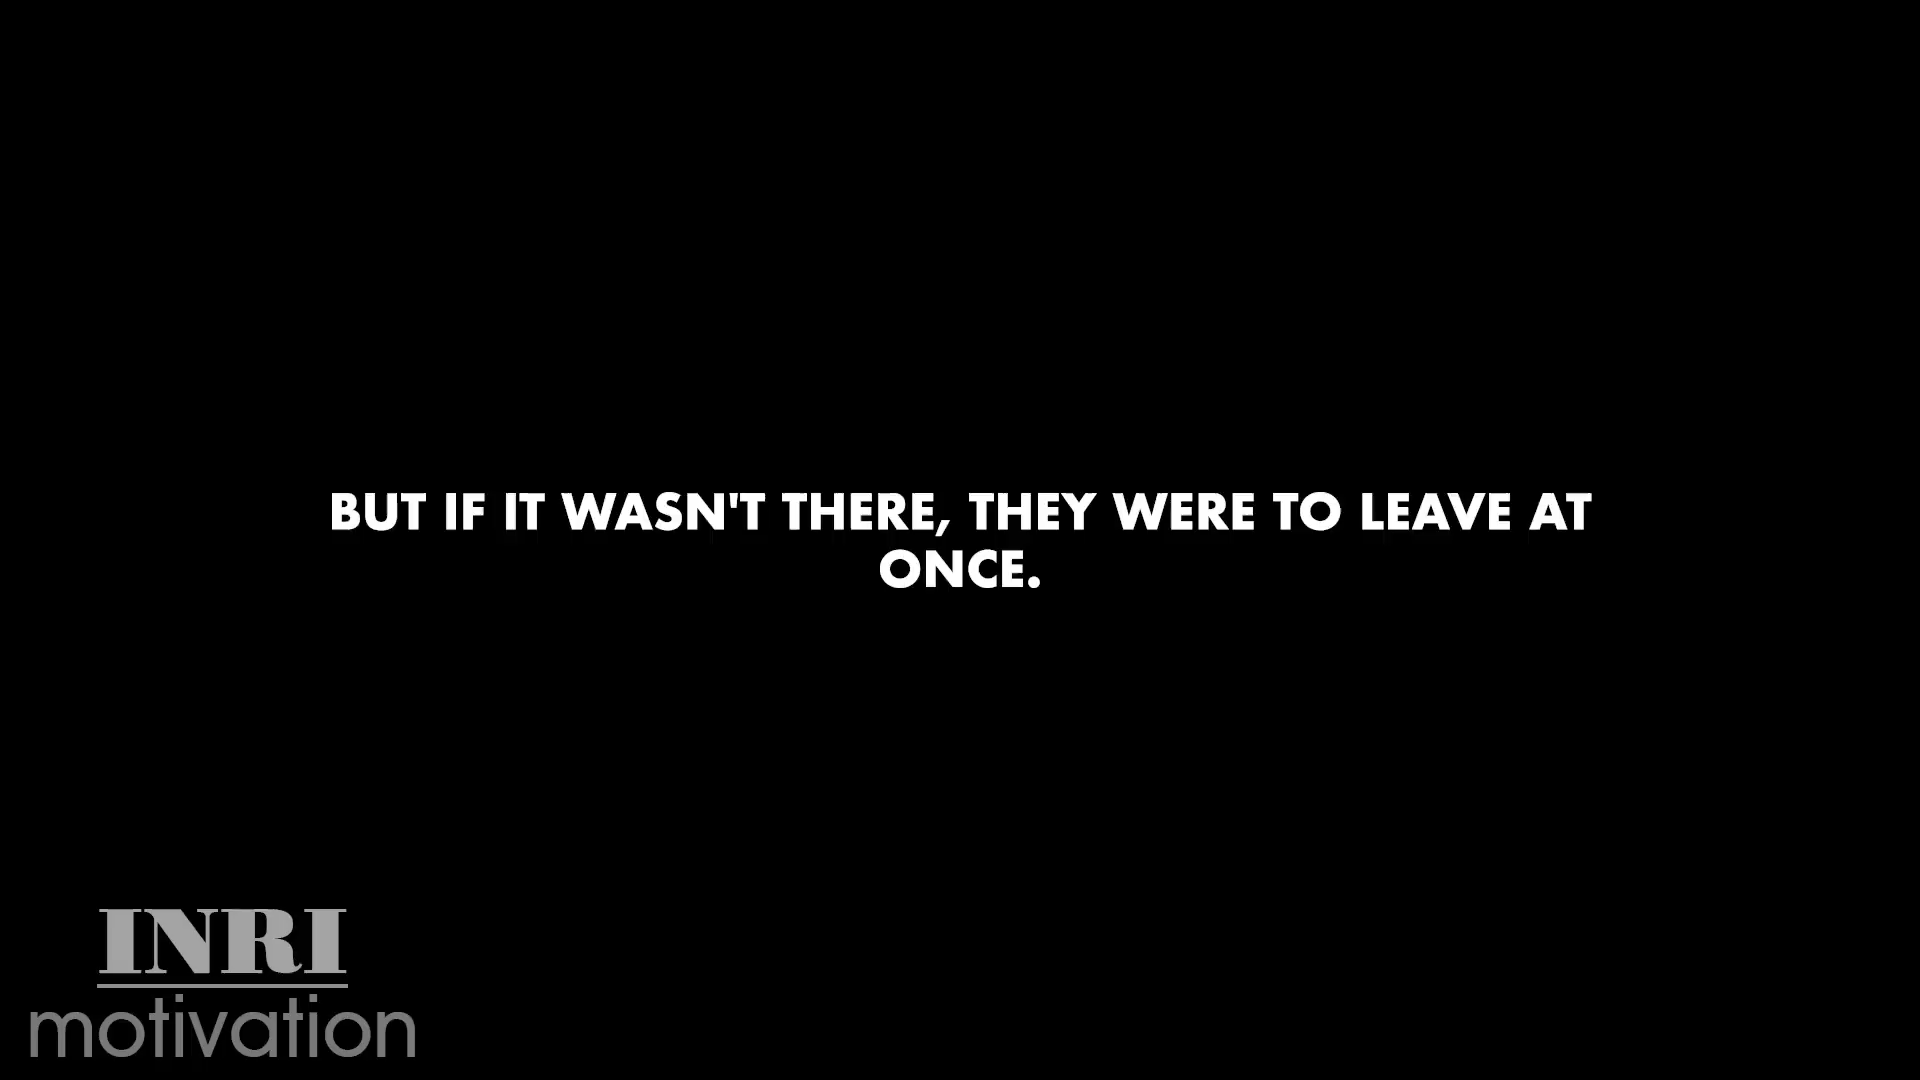 BUT IF IT WASN'T THERE, THEY WERE TO LEAVE AT
ONCE.
INRI
motivation